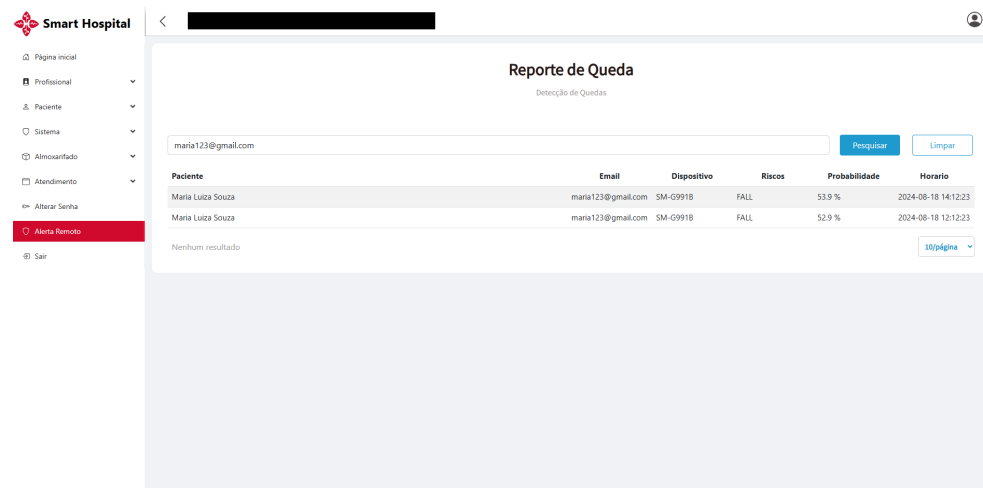 Smart Hospital
Página inicial
Profissional
Paciente
Sistema
Almoxarifado
Atendimento
Alterar Senha
Alerta Remoto
Sair
Reporte de Queda
Detecção de Quedas
maria123@gmail.com
Pesquisar
Limpar
Paciente Email Dispositivo Riscos Probabilidade Horario
Maria Luiza Souza maria123@gmail.com SM-G991B FALL 53.9 % 2024-08-18 14:12:23
Maria Luiza Souza maria123@gmail.com SM-G991B FALL 52.9 % 2024-08-18 12:12:23
Nenhum resultado
10/página